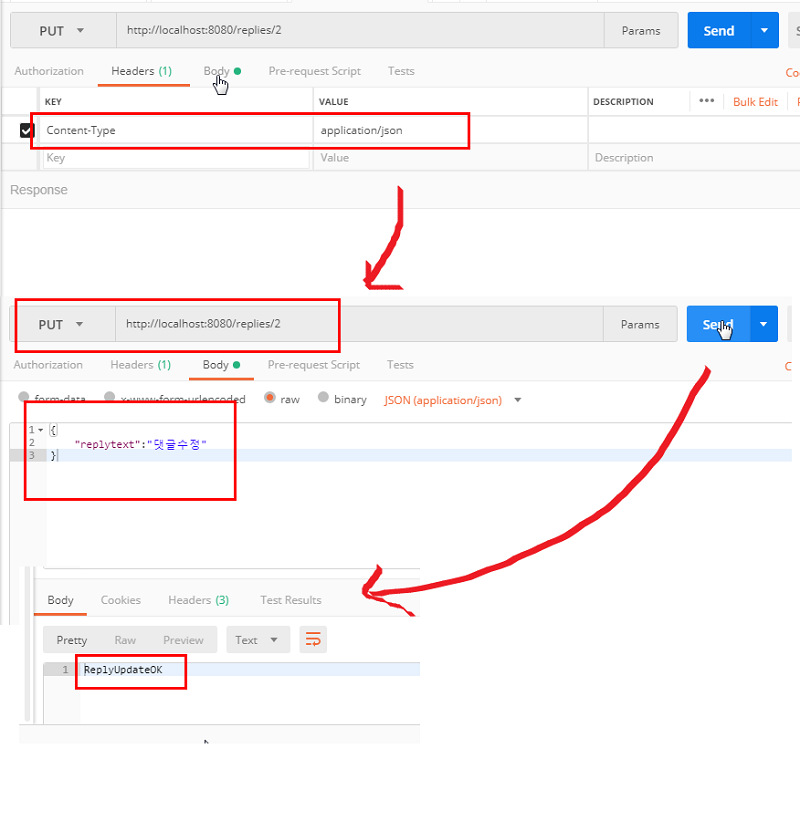 PUT http://localhost:8080/replies/2 Params Send
Authorization Headers (1) Body Pre-request Script Tests Co
KEY VALUE DESCRIPTION ••• Bulk Edit
Content-Type application/json
Key Value Description
Response
PUT http://localhost:8080/replies/2 Params Send
Authorization Headers (1) Body Pre-request Script Tests C
form-data x-www-form-urlencoded raw binary JSON (application/json)
1 {
2 "replytext":"댓글수정"
3 }
Body Cookies Headers (3) Test Results
Pretty Raw Preview Text
1 ReplyUpdateOK